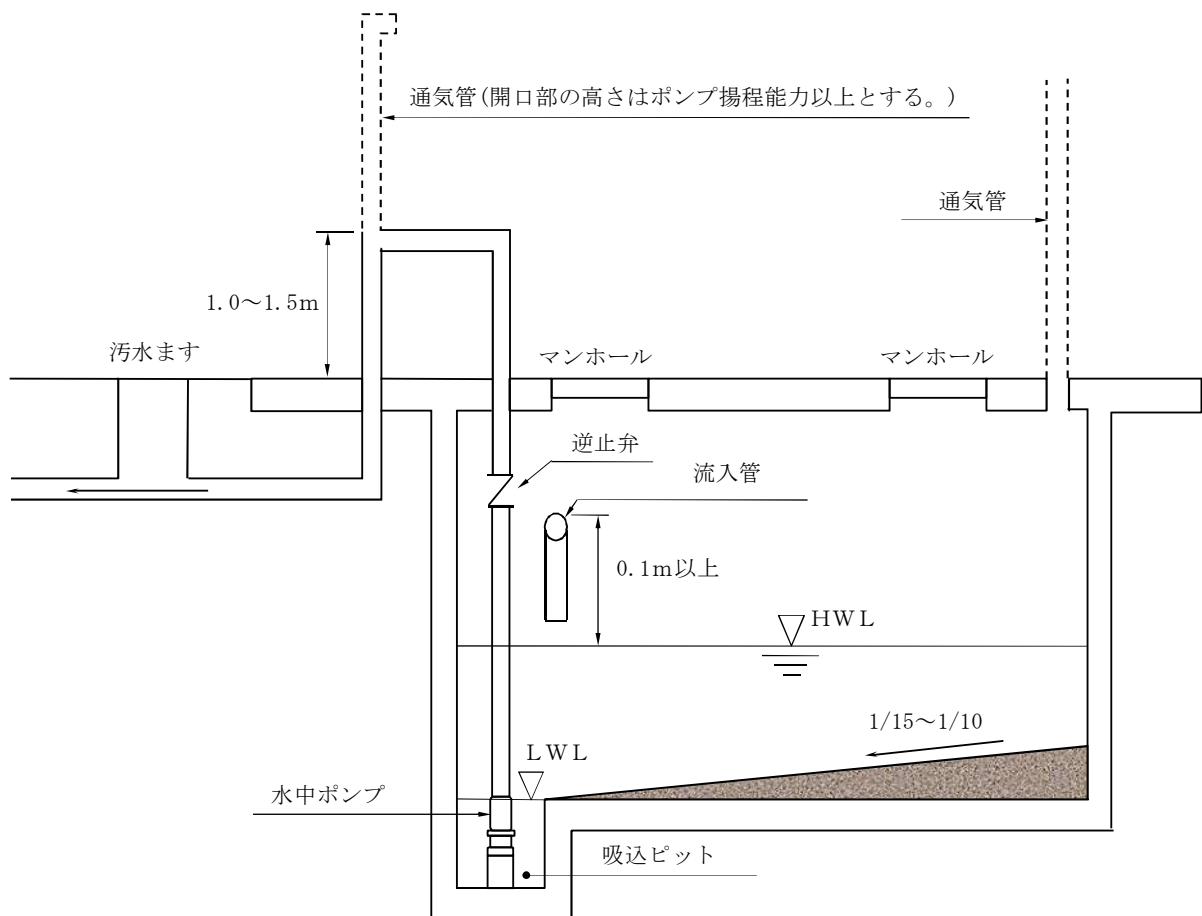 通気管(開口部の高さはポンプ揚程能力以上とする。)
通気管
1.0～1.5m
汚水ます
マンホール
マンホール
逆止弁
流入管
0.1m以上
HWL
1/15～1/10
LWL
水中ポンプ
吸込ピット